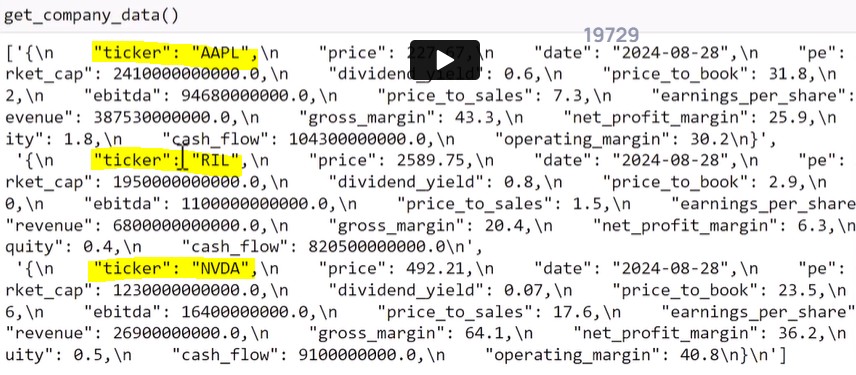 get_company_data()
19729
['{\n    "ticker": "AAPL",\n    "price": 227.67,\n    "date": "2024-08-28",\n    "pe":
rket_cap": 2410000000000.0,\n    "dividend_yield": 0.6,\n    "price_to_book": 31.8,\n
2,\n    "ebitda": 94680000000.0,\n    "price_to_sales": 7.3,\n    "earnings_per_share":
evenue": 387530000000.0,\n    "gross_margin": 43.3,\n    "net_profit_margin": 25.9,\n
ity": 1.8,\n    "cash_flow": 104300000000.0,\n    "operating_margin": 30.2\n}',
'{\n    "ticker": "RIL",\n    "price": 2589.75,\n    "date": "2024-08-28",\n    "pe":
rket_cap": 1950000000000.0,\n    "dividend_yield": 0.8,\n    "price_to_book": 2.9,\n
0,\n    "ebitda": 1100000000000.0,\n    "price_to_sales": 1.5,\n    "earnings_per_share
"revenue": 6800000000000.0,\n    "gross_margin": 20.4,\n    "net_profit_margin": 6.3,\n
quity": 0.4,\n    "cash_flow": 820500000000.0\n',
'{\n    "ticker": "NVDA",\n    "price": 492.21,\n    "date": "2024-08-28",\n    "pe":
rket_cap": 1230000000000.0,\n    "dividend_yield": 0.07,\n    "price_to_book": 23.5,\n
6,\n    "ebitda": 16400000000.0,\n    "price_to_sales": 17.6,\n    "earnings_per_share"
"revenue": 26900000000.0,\n    "gross_margin": 64.1,\n    "net_profit_margin": 36.2,\n
uity": 0.5,\n    "cash_flow": 9100000000.0,\n    "operating_margin": 40.8\n}\n']